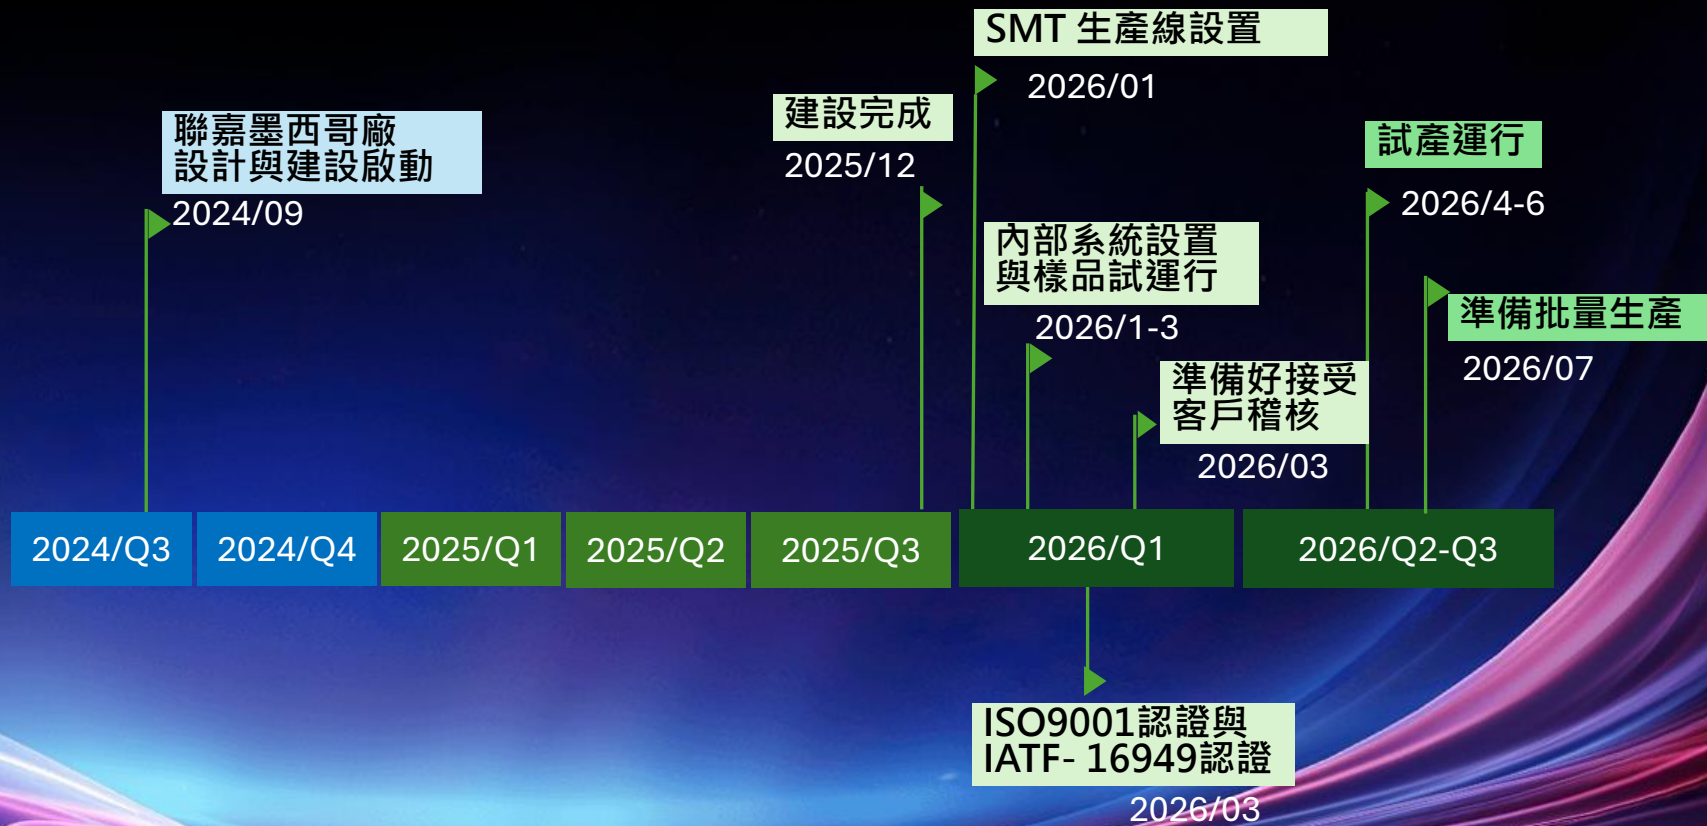 SMT 生產線設置
2026/01
建設完成
2025/12
聯嘉墨西哥廠
設計與建設啟動
2024/09
試產運行
2026/4-6
內部系統設置
與樣品試運行
2026/1-3
準備批量生產
2026/07
準備好接受
客戶稽核
2026/03
2024/Q3
2024/Q4
2025/Q1
2025/Q2
2025/Q3
2026/Q1
2026/Q2-Q3
ISO9001認證與
IATF- 16949認證
2026/03